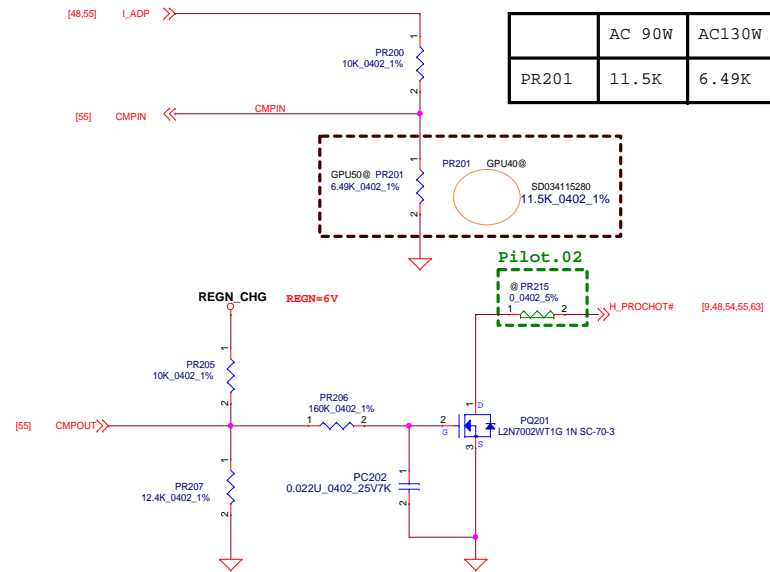 [48,55] I_ADP
1
PR200
10K_0402_1%
2
AC 90W AC130W
PR201 11.5K 6.49K
[55] CMPIN CMPIN
1
GPU50@ PR201
6.49K_0402_1%
2
PR201 GPU40@
SD034115280
11.5K_0402_1%
Pilot.02
@ PR215
0_0402_5%
1 2
H_PROCHOT# [9,48,54,55,63]
REGN_CHG REGN=6V
1
PR205
10K_0402_1%
2
[55] CMPOUT
PR206
160K_0402_1%
1 2
2
G
1
D
PQ201
L2N7002WT1G 1N SC-70-3
3
S
1
PR207
12.4K_0402_1%
2
1
PC202
0.022U_0402_25V7K
2